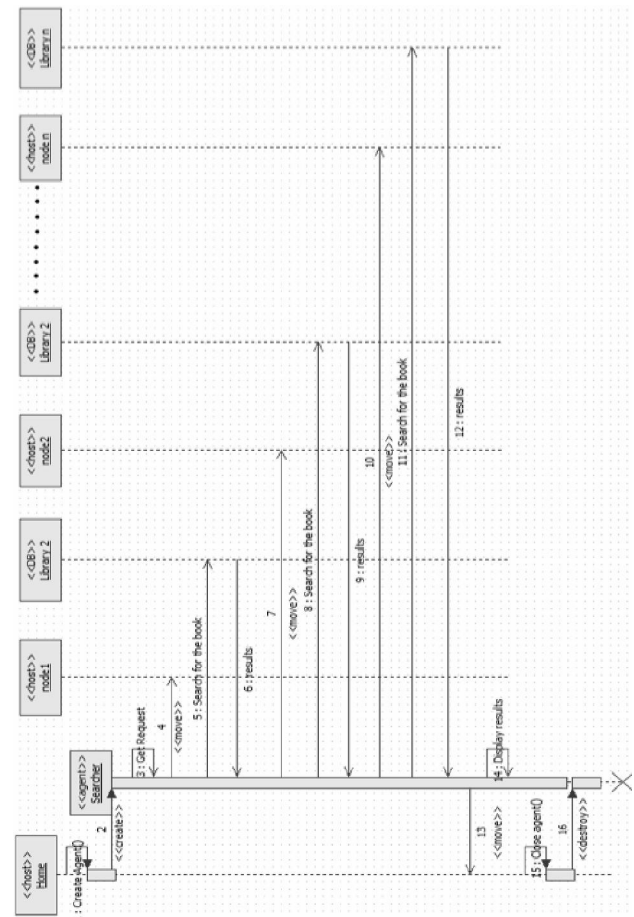 <<host>>
Home
<<agent>>
Searcher
<<host>>
node1
<<DB>>
Library 2
<<host>>
node2
<<DB>>
Library 2
<<host>>
node n
<<DB>>
Library n
: Create Agent()
2
<<create>>
3 : Get Request
4
<<move>>
5 : Search for the book
6 : results
7
<<move>>
8 : Search for the book
9 : results
10
<<move>>
11 : Search for the book
12 : results
13
<<move>>
14 : Display results
15 : Close agent()
16
<<destroy>>